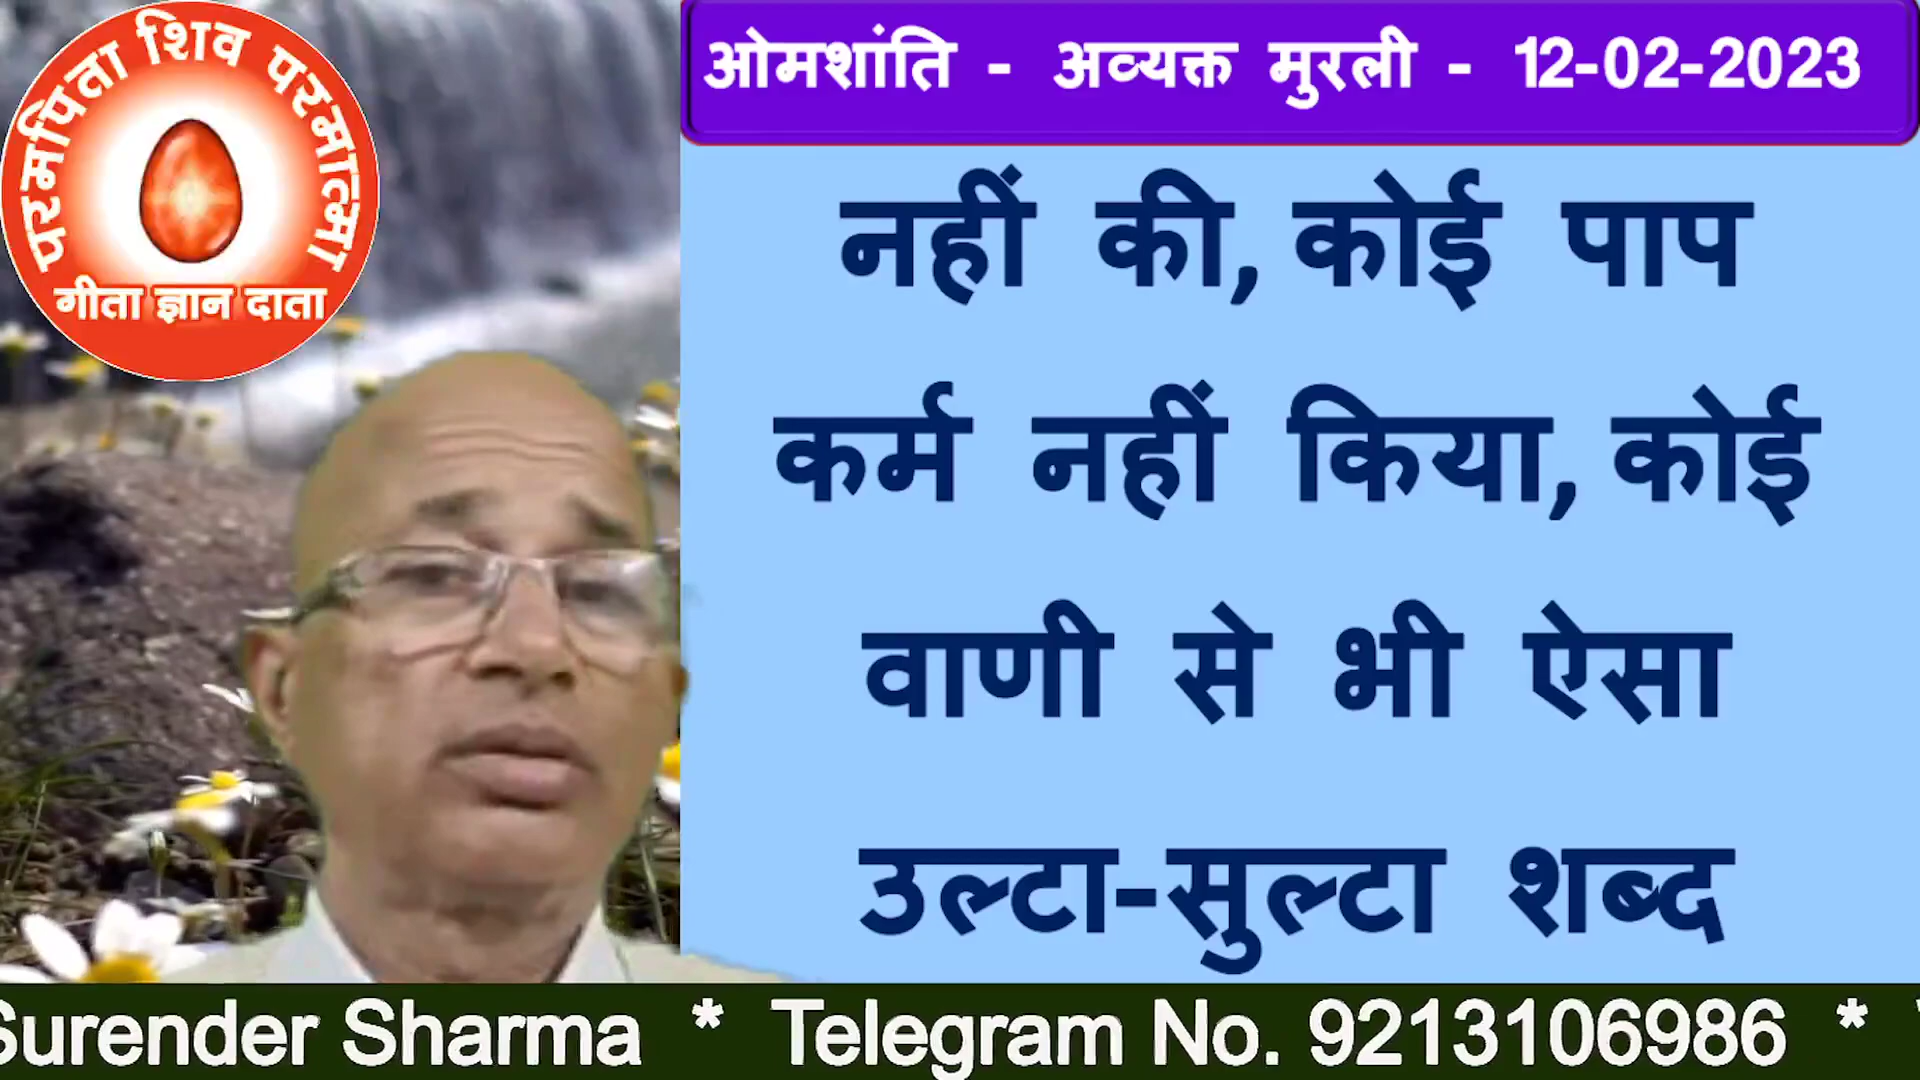 परमपिता शिव परमात्मा
गीता ज्ञान दाता
ओमशांति - अव्यक्त मुरली - 12-02-2023
नहीं की, कोई पाप
कर्म नहीं किया, कोई
वाणी से भी ऐसा
उल्टा-सुल्टा शब्द
Surender Sharma * Telegram No. 9213106986 *